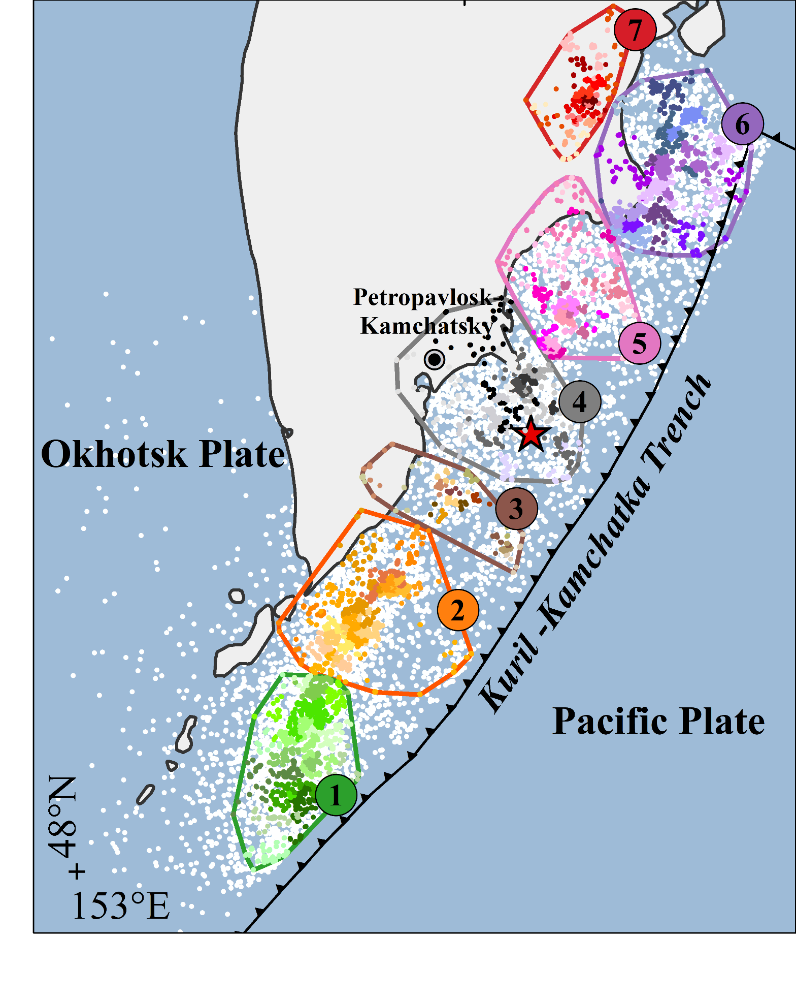 7
6
Petropavlosk-
Kamchatsky
5
4
Okhotsk Plate
3
Kuril -Kamchatka Trench
2
Pacific Plate
1
48°N
+
153°E